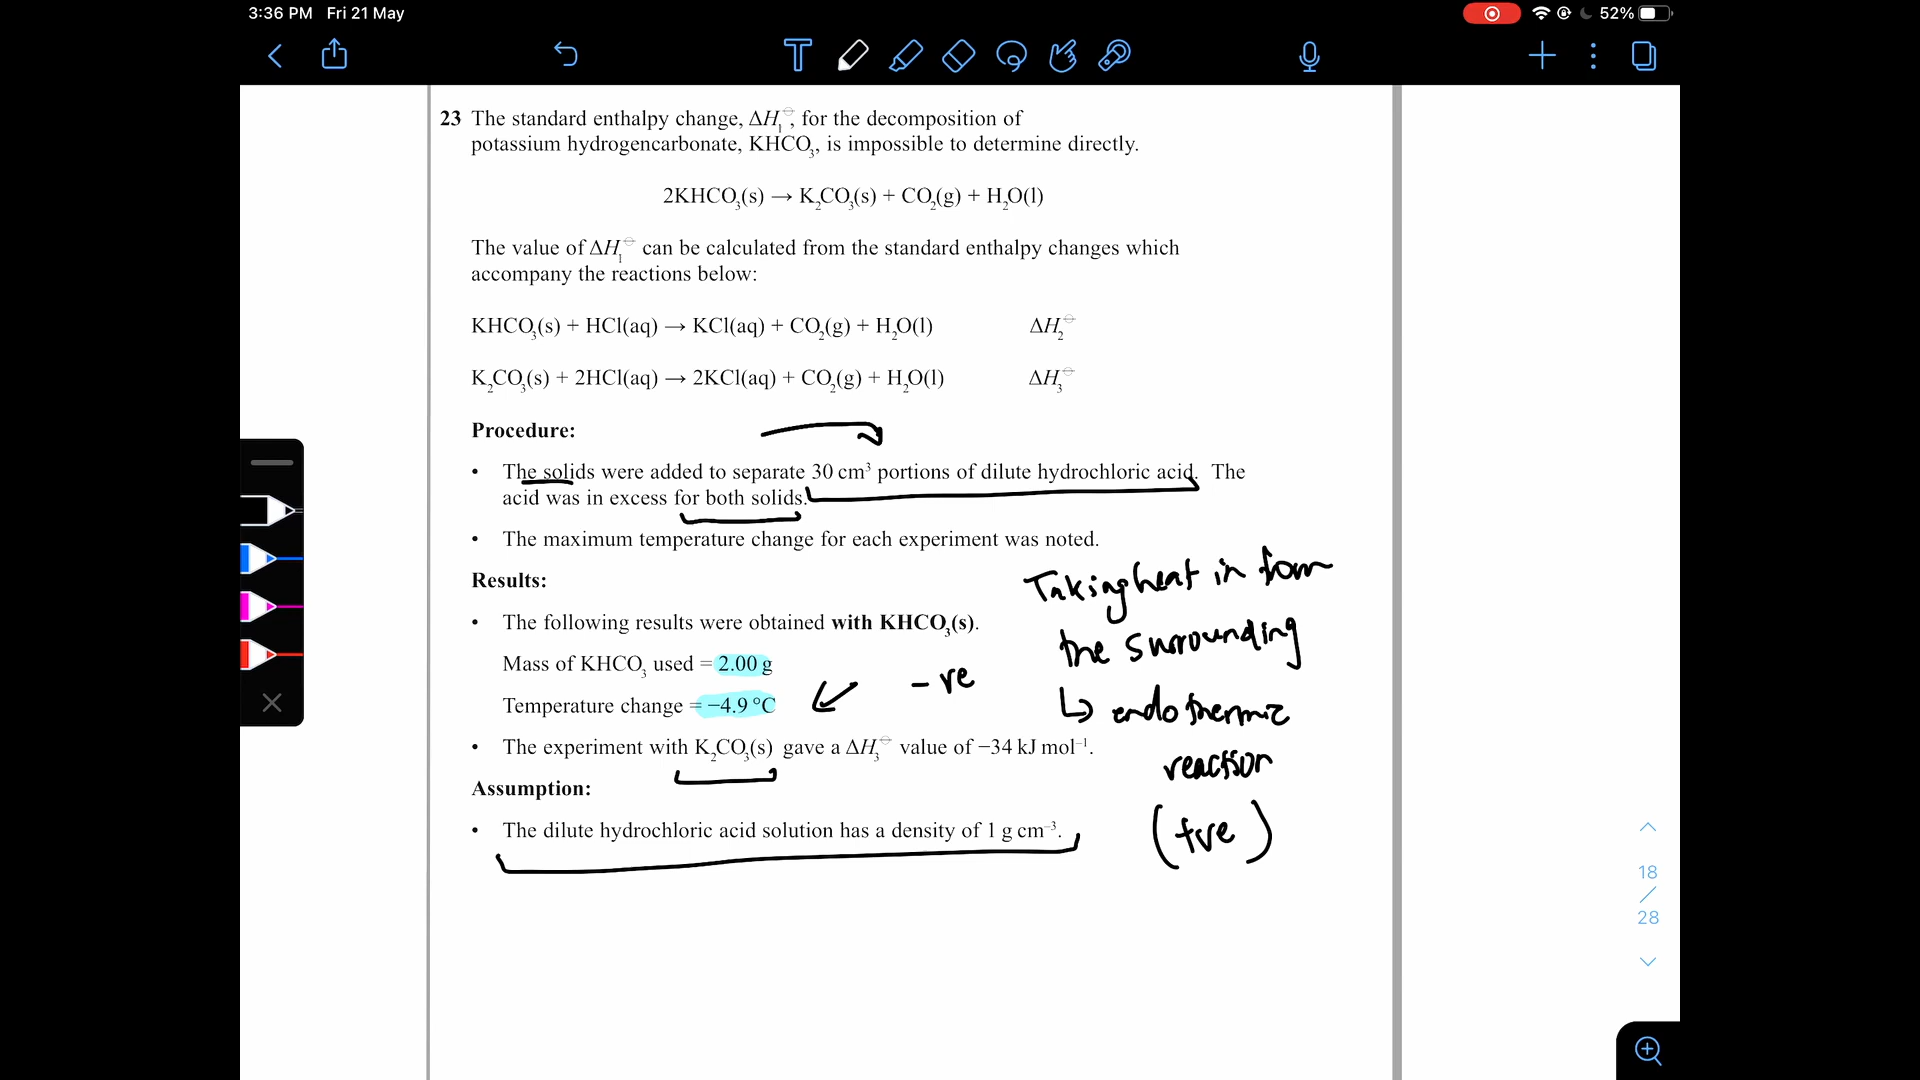 3:36 PM Fri 21 May
52%
23 The standard enthalpy change, ΔH₁⊖, for the decomposition of
potassium hydrogencarbonate, KHCO₃, is impossible to determine directly.
2KHCO₃(s) → K₂CO₃(s) + CO₂(g) + H₂O(l)
The value of ΔH₁⊖ can be calculated from the standard enthalpy changes which
accompany the reactions below:
KHCO₃(s) + HCl(aq) → KCl(aq) + CO₂(g) + H₂O(l) ΔH₂⊖
K₂CO₃(s) + 2HCl(aq) → 2KCl(aq) + CO₂(g) + H₂O(l) ΔH₃⊖
Procedure:
• The solids were added to separate 30 cm³ portions of dilute hydrochloric acid. The
acid was in excess for both solids.
• The maximum temperature change for each experiment was noted.
Results:
• The following results were obtained with KHCO₃(s).
Mass of KHCO₃ used = 2.00 g
Temperature change = −4.9 °C
- ve
• The experiment with K₂CO₃(s) gave a ΔH₃⊖ value of −34 kJ mol⁻¹.
Assumption:
• The dilute hydrochloric acid solution has a density of 1 g cm⁻³.
Taking heat in from
the surrounding
↳ endothermic
reaction
(+ve)
18
/
28